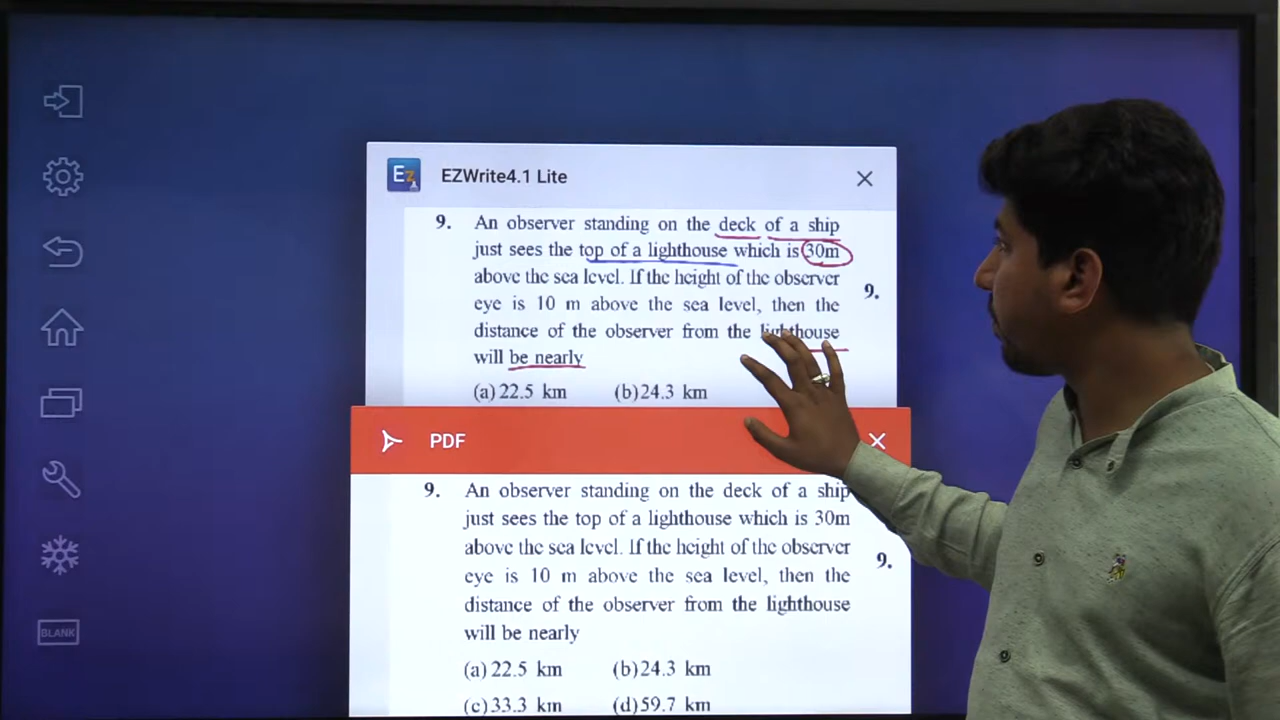 EZ EZWrite4.1 Lite
9. An observer standing on the deck of a ship
just sees the top of a lighthouse which is 30m
above the sea level. If the height of the observer
eye is 10 m above the sea level, then the
distance of the observer from the lighthouse
will be nearly
(a) 22.5 km (b) 24.3 km
9.
PDF
9. An observer standing on the deck of a ship
just sees the top of a lighthouse which is 30m
above the sea level. If the height of the observer
eye is 10 m above the sea level, then the
distance of the observer from the lighthouse
will be nearly
(a) 22.5 km (b) 24.3 km
(c) 33.3 km (d) 59.7 km
9.
BLANK